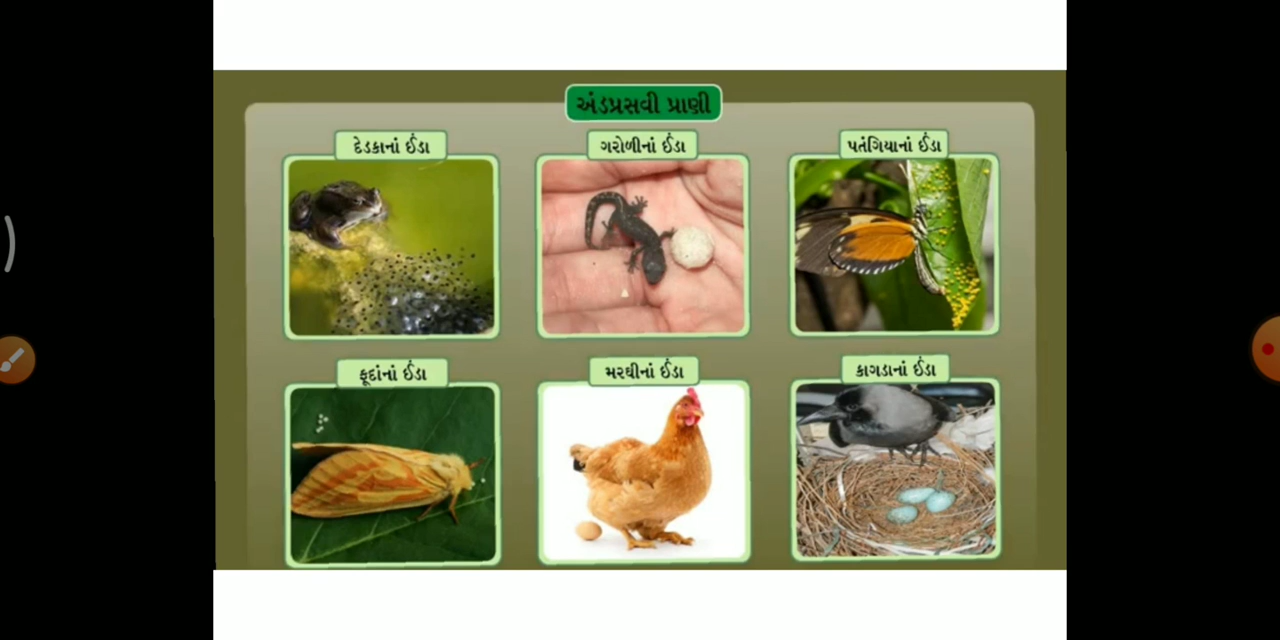 અંડપ્રસવી પ્રાણી
દેડકાનાં ઈંડા
ગરોળીનાં ઈંડા
પતંગિયાનાં ઈંડા
ફૂદાંનાં ઈંડા
મરઘીનાં ઈંડા
કાગડાનાં ઈંડા